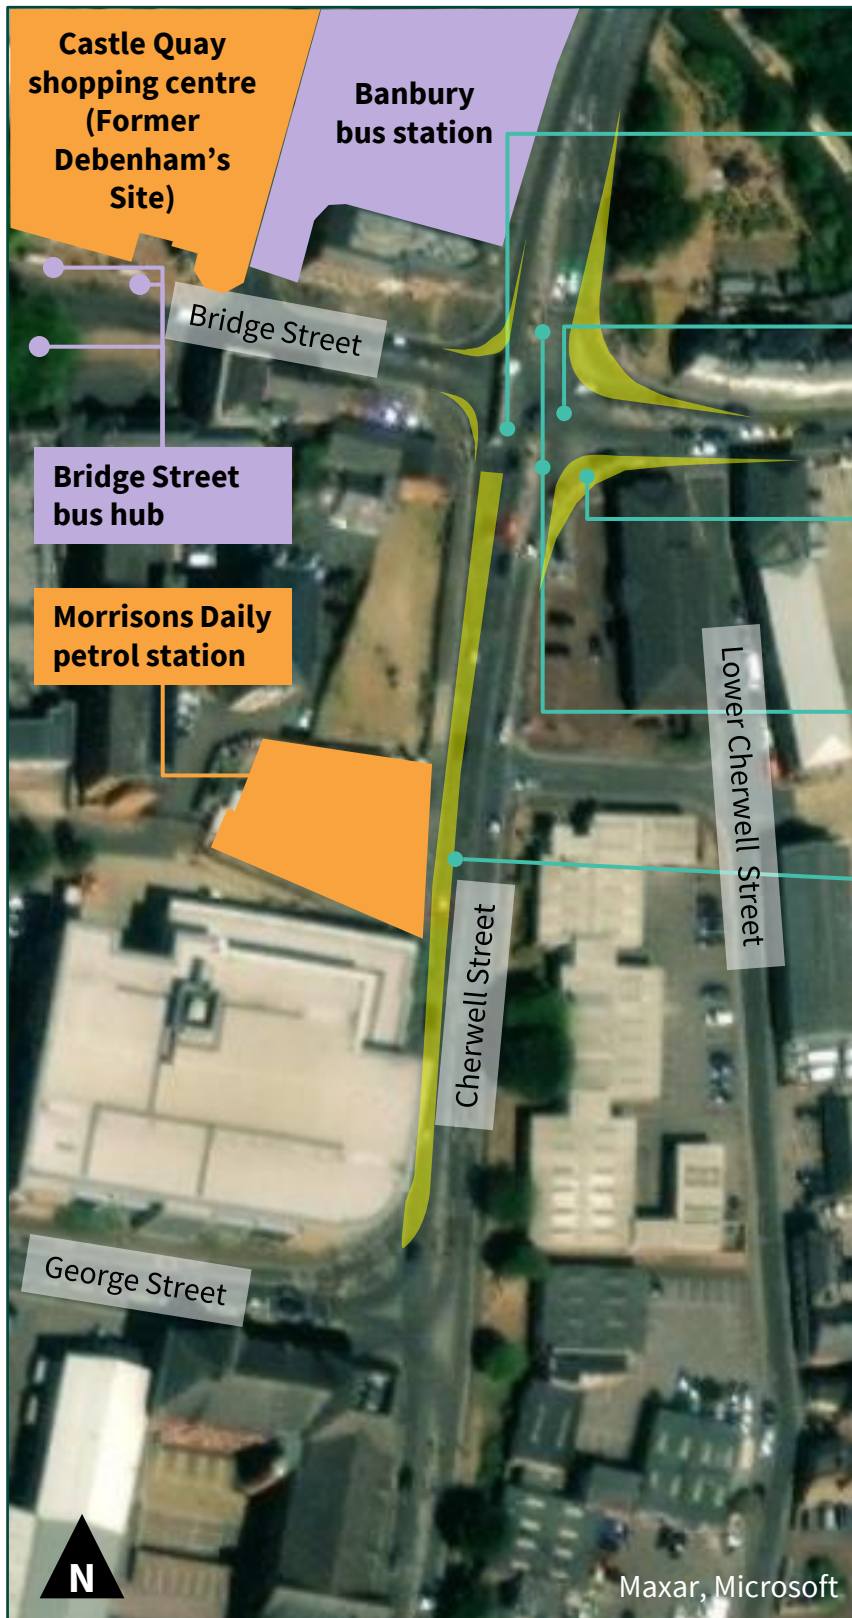 Castle Quay
shopping centre
(Former
Debenham's
Site)
Banbury
bus station
Bridge Street
Bridge Street
bus hub
Morrisons Daily
petrol station
Lower Cherwell Street
Cherwell Street
George Street
N
Maxar, Microsoft